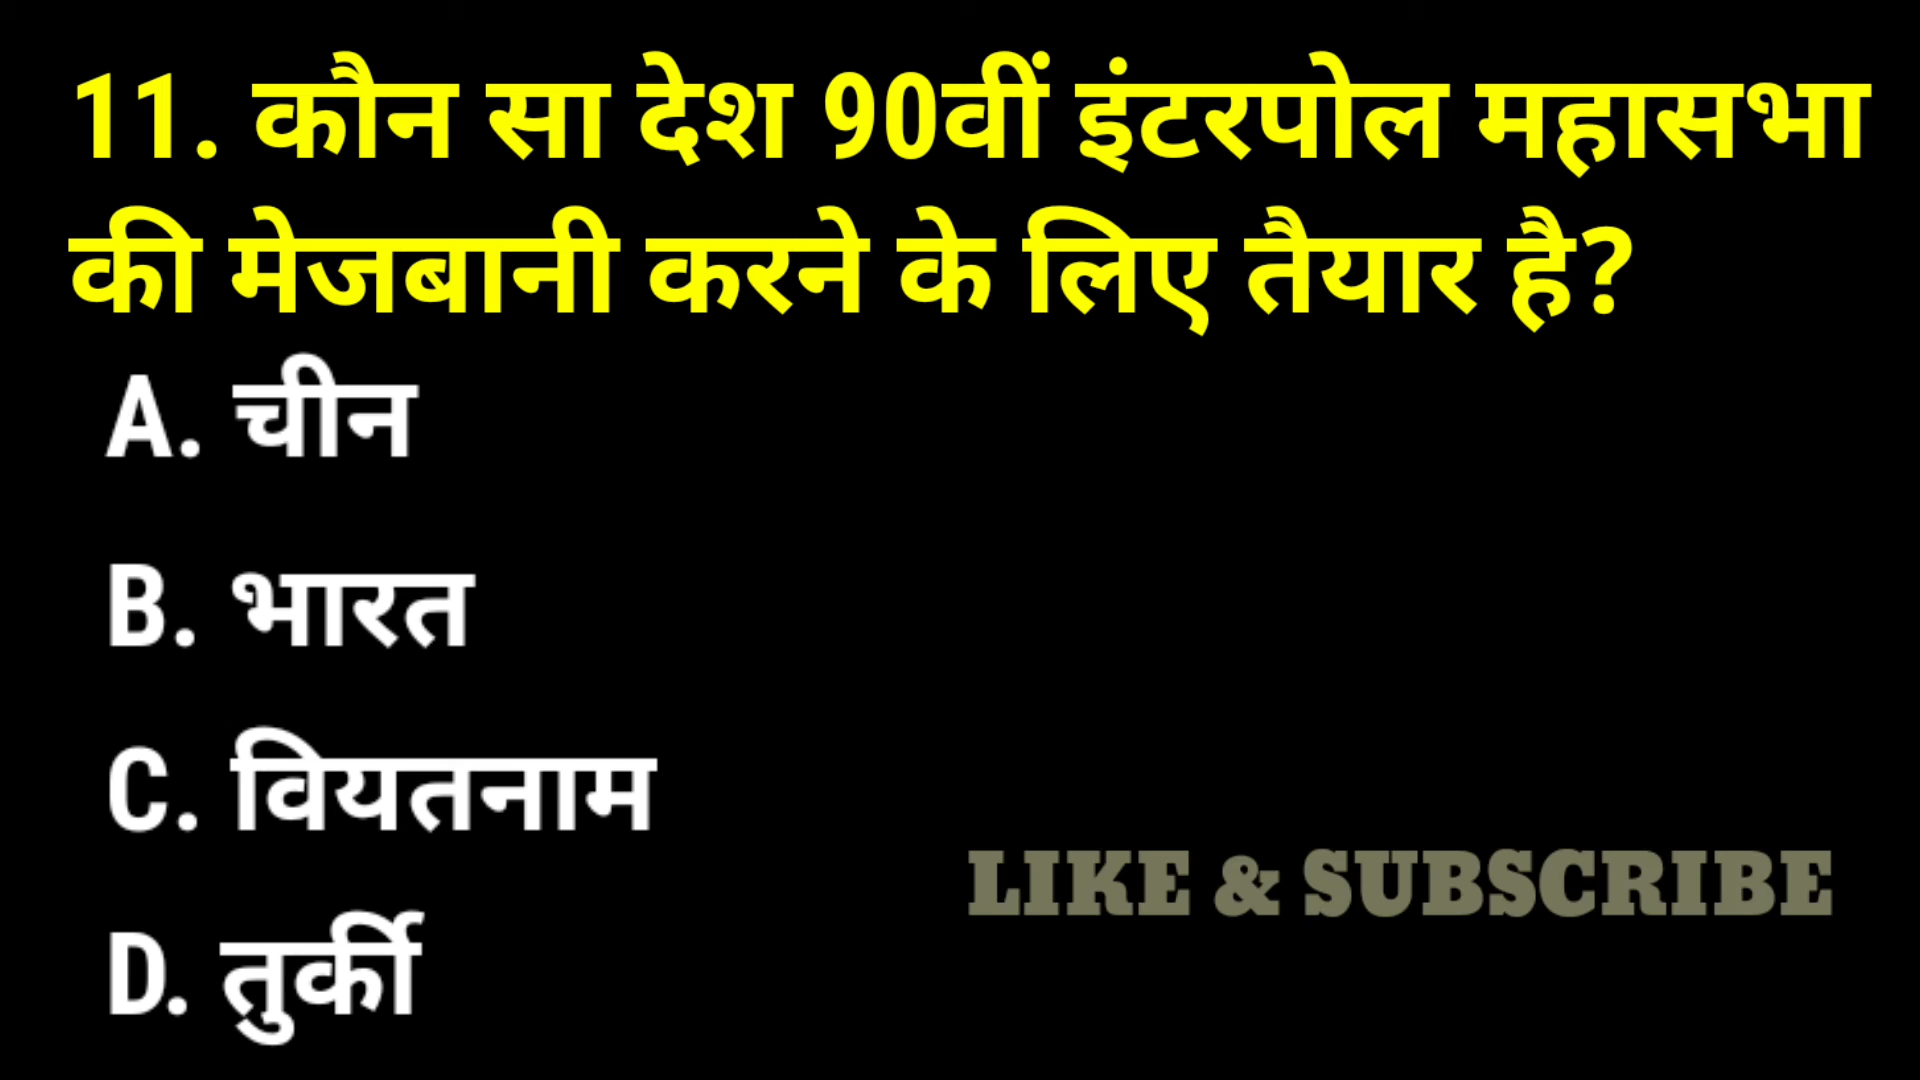 11. कौन सा देश 90वीं इंटरपोल महासभा
की मेजबानी करने के लिए तैयार है?
A. चीन
B. भारत
C. वियतनाम
LIKE & SUBSCRIBE
D. तुर्की